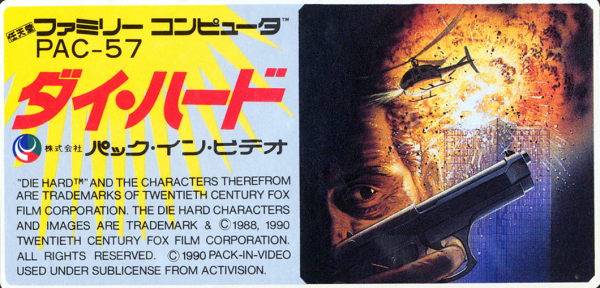 任天堂 ファミリー コンピュータ™
PAC-57
ダイ・ハード
株式会社 パック・イン・ビデオ
"DIE HARD™" AND THE CHARACTERS THEREFROM
ARE TRADEMARKS OF TWENTIETH CENTURY FOX
FILM CORPORATION. THE DIE HARD CHARACTERS
AND IMAGES ARE TRADEMARK & ©1988, 1990
TWENTIETH CENTURY FOX FILM CORPORATION.
ALL RIGHTS RESERVED. ©1990 PACK-IN-VIDEO
USED UNDER SUBLICENSE FROM ACTIVISION.